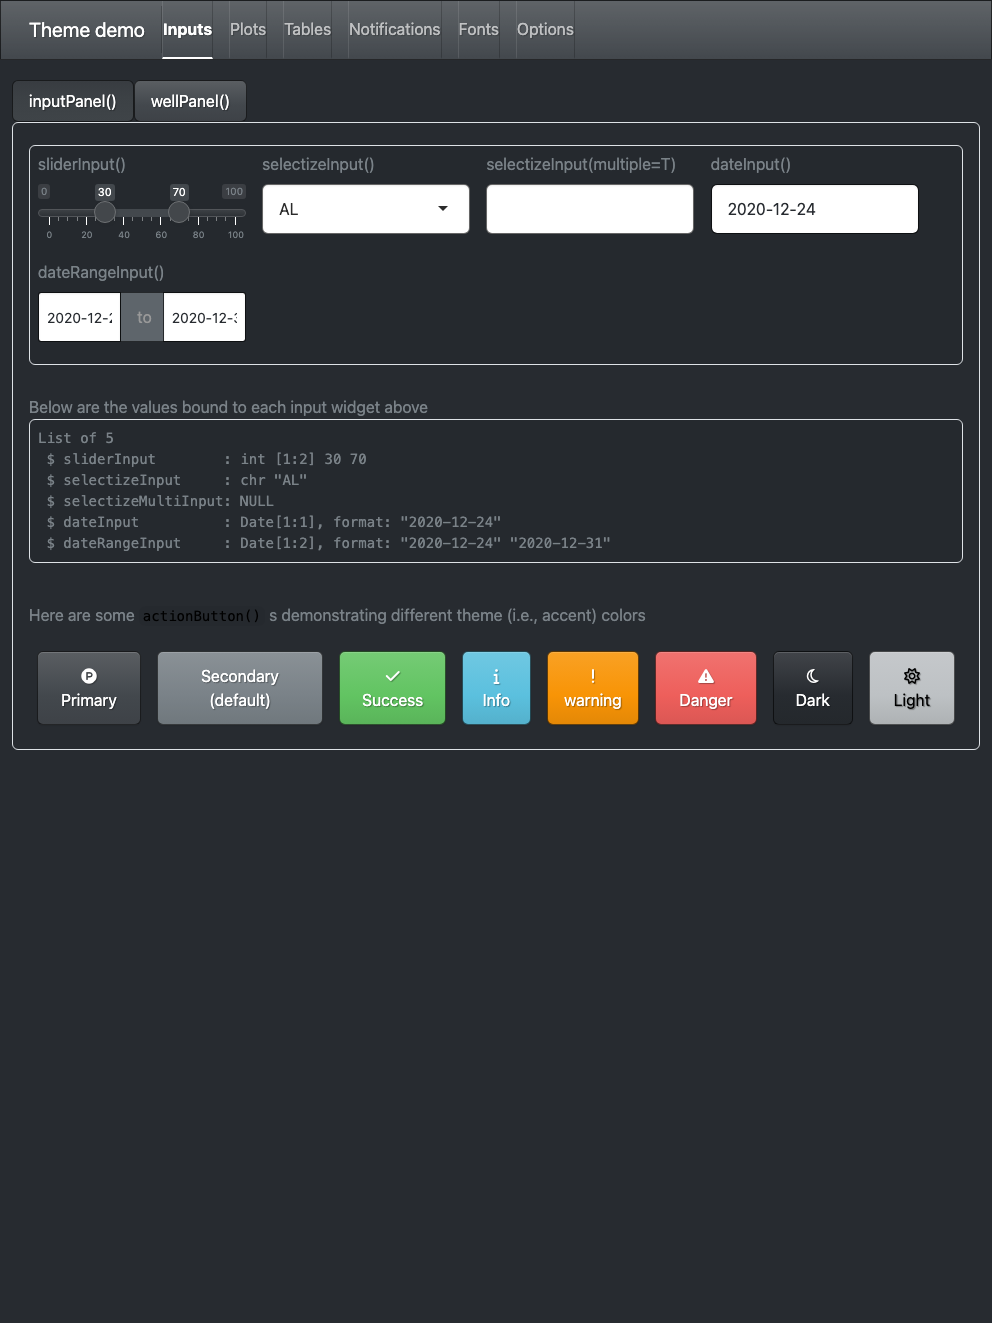 Theme demo Inputs Plots Tables Notifications Fonts Options
inputPanel() wellPanel()
sliderInput() selectizeInput() selectizeInput(multiple=T) dateInput()
0 30 70 100
AL
2020-12-24
0 20 40 60 80 100
dateRangeInput()
2020-12-2 to 2020-12-3
Below are the values bound to each input widget above
List of 5
$ sliderInput : int [1:2] 30 70
$ selectizeInput : chr "AL"
$ selectizeMultiInput: NULL
$ dateInput : Date[1:1], format: "2020-12-24"
$ dateRangeInput : Date[1:2], format: "2020-12-24" "2020-12-31"
Here are some actionButton() s demonstrating different theme (i.e., accent) colors
Primary
Secondary
(default)
Success
Info
warning
Danger
Dark
Light